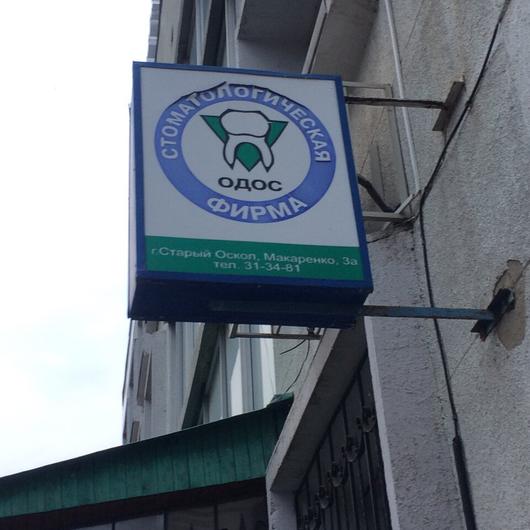 СТОМАТОЛОГИЧЕСКАЯ
ОДОС
ФИРМА
г.Старый Оскол, Макаренко, 3а
тел. 31-34-81